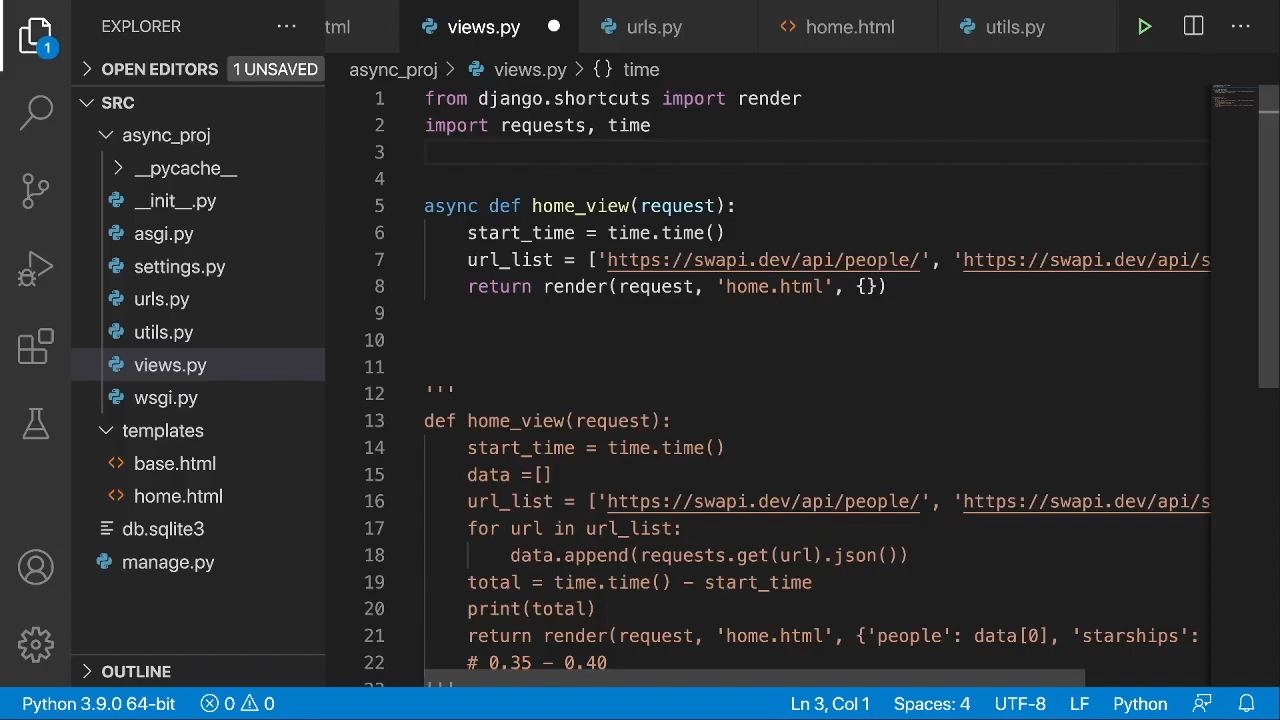 EXPLORER
tml
views.py
urls.py
home.html
utils.py
1
OPEN EDITORS 1 UNSAVED
async_proj views.py {} time
SRC
async_proj
__pycache__
__init__.py
asgi.py
settings.py
urls.py
utils.py
views.py
wsgi.py
templates
base.html
home.html
db.sqlite3
manage.py
OUTLINE
1 from django.shortcuts import render
2 import requests, time
3
4
5 async def home_view(request):
6 start_time = time.time()
7 url_list = ['https://swapi.dev/api/people/', 'https://swapi.dev/api/s
8 return render(request, 'home.html', {})
9
10
11
12 '''
13 def home_view(request):
14 start_time = time.time()
15 data =[]
16 url_list = ['https://swapi.dev/api/people/', 'https://swapi.dev/api/s
17 for url in url_list:
18 data.append(requests.get(url).json())
19 total = time.time() - start_time
20 print(total)
21 return render(request, 'home.html', {'people': data[0], 'starships':
22 # 0.35 - 0.40
Python 3.9.0 64-bit 0 0 Ln 3, Col 1 Spaces: 4 UTF-8 LF Python